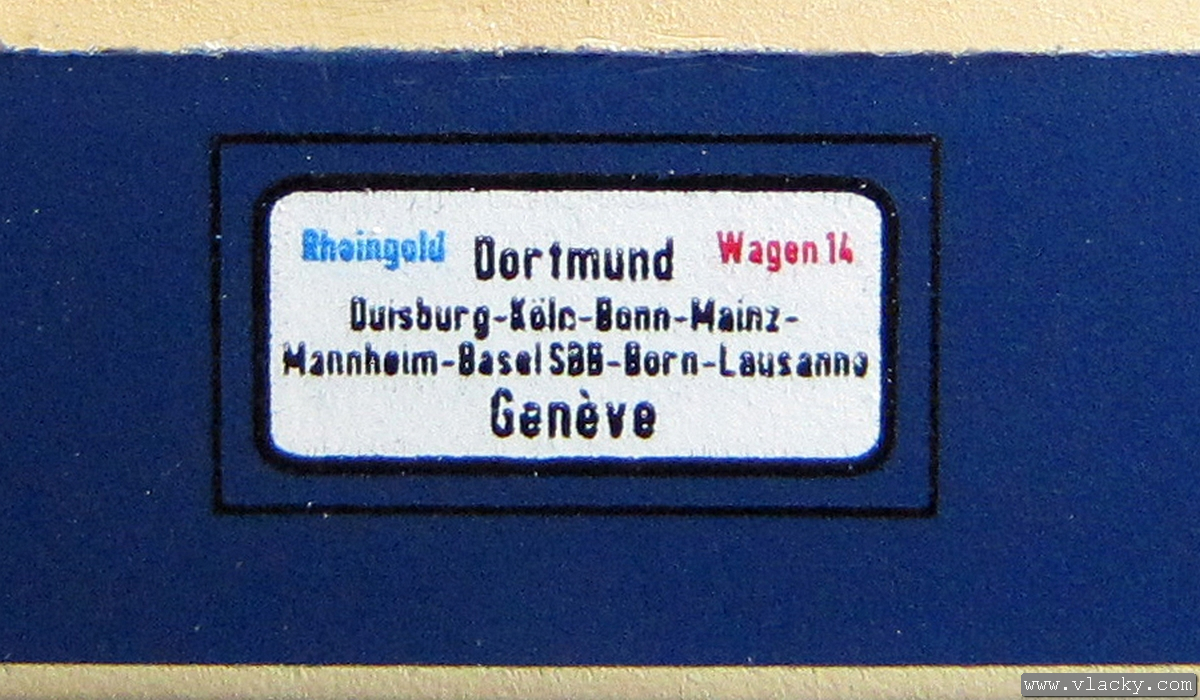 Rheingold Dortmund Wagen 14
Duisburg-Köln-Bonn-Mainz-
Mannheim-Basel SBB-Bern-Lausanne
Genève
www.vlacky.com